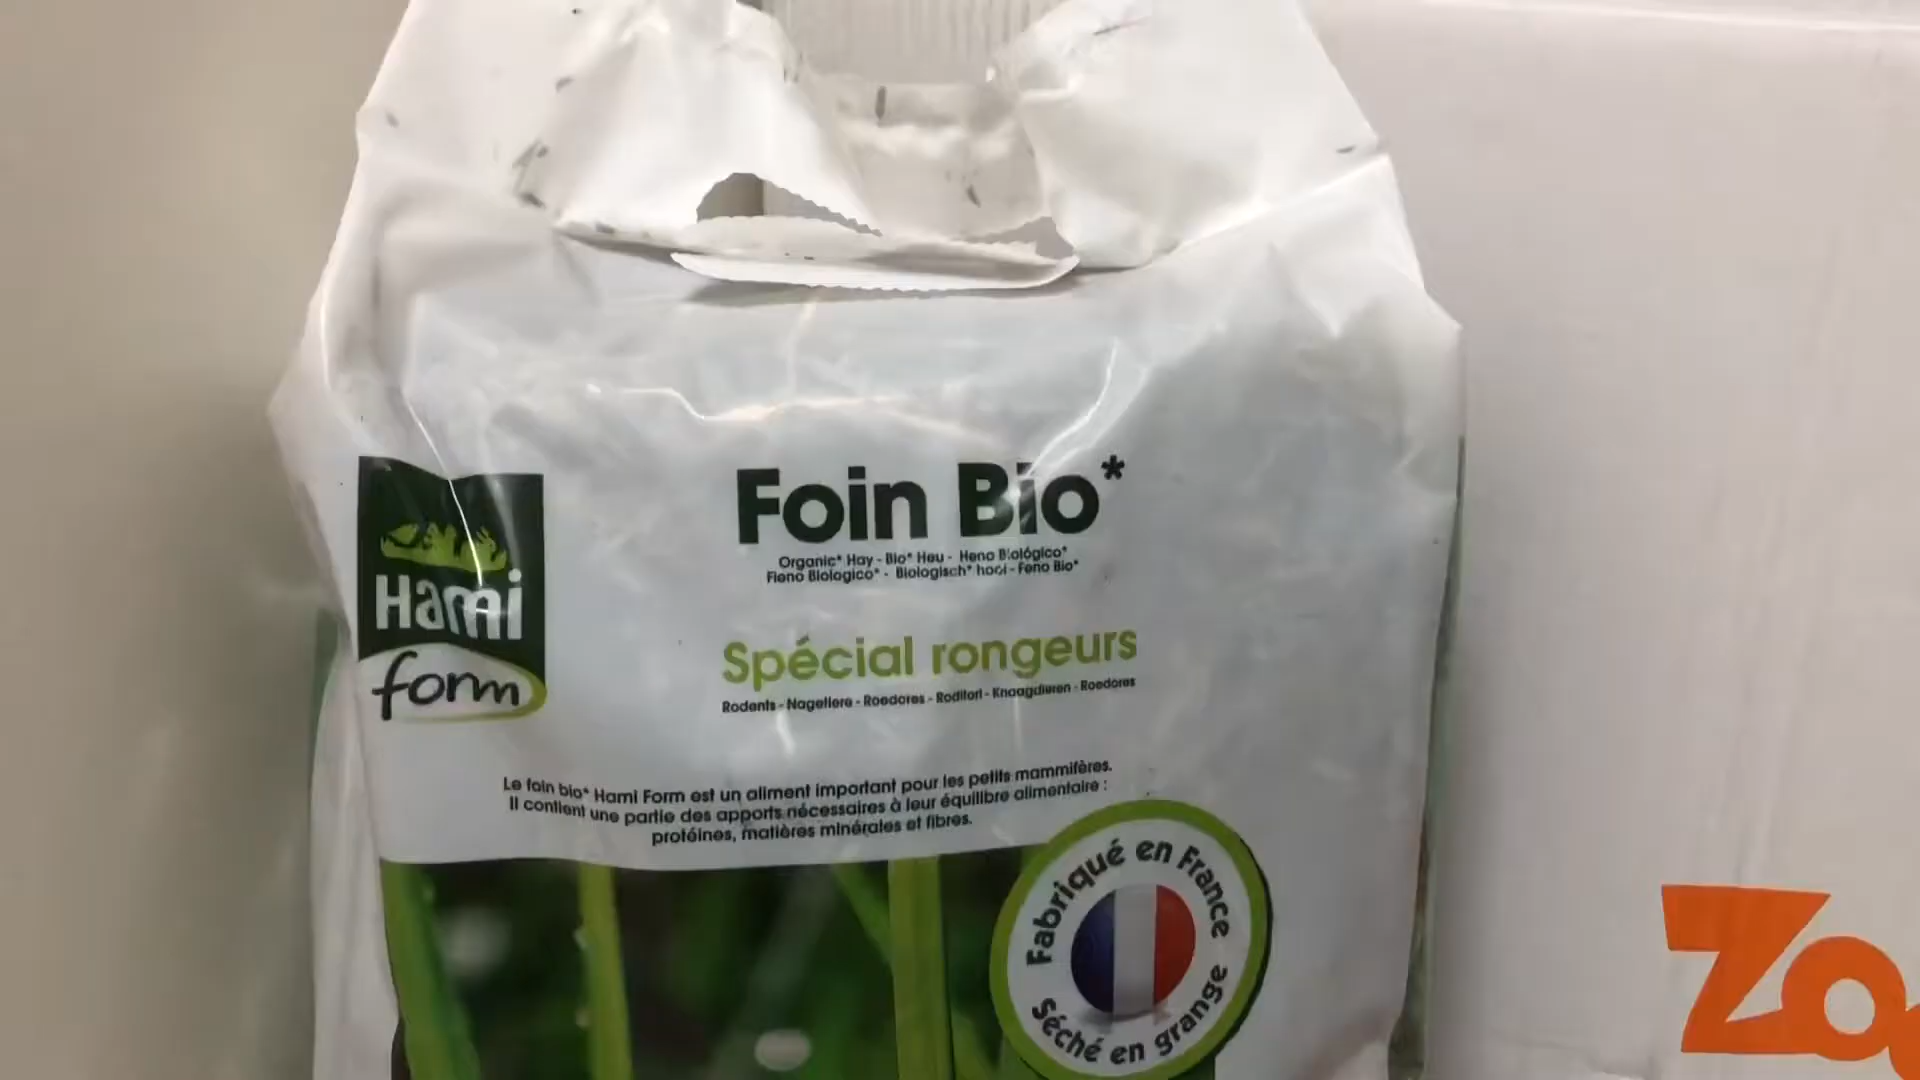 Foin Bio*
Organic* Hay - Bio* Heu - Heno Biológico*
Fieno Biologico* - Biologisch* hooi - Feno Bio*
Hami
form
Spécial rongeurs
Rodents - Nagetiere - Roedores - Roditori - Knaagdieren - Roedores
Le foin bio* Hami Form est un aliment important pour les petits mammifères.
Il contient une partie des apports nécessaires à leur équilibre alimentaire :
protéines, matières minérales et fibres.
Fabriqué en France
Séché en grange
Zo